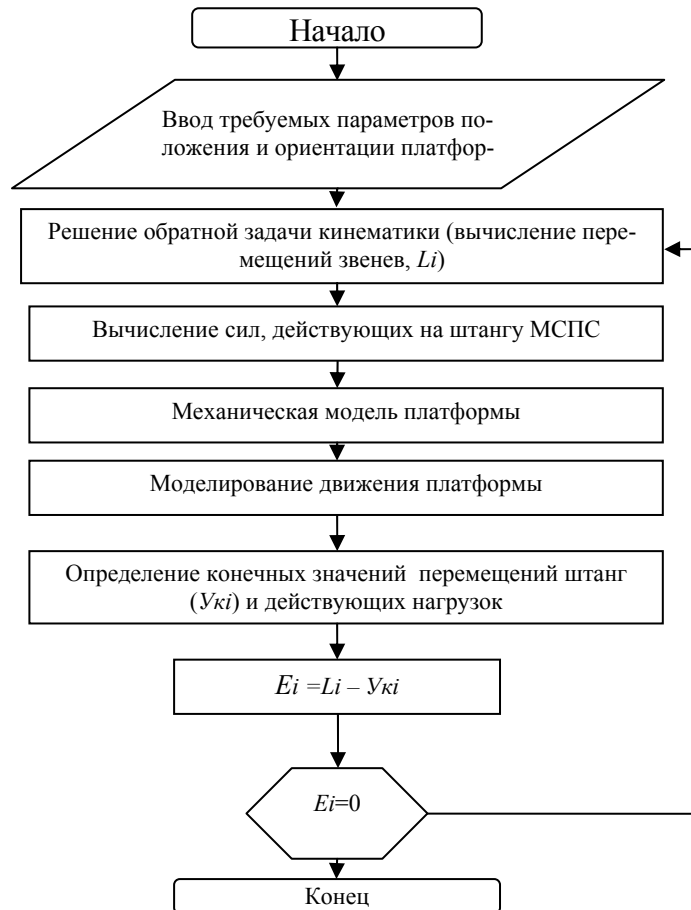 Начало
Ввод требуемых параметров по-
ложения и ориентации платфор-
Решение обратной задачи кинематики (вычисление пере-
мещений звенев, Li)
Вычисление сил, действующих на штангу МСПС
Механическая модель платформы
Моделирование движения платформы
Определение конечных значений перемещений штанг
(Укi) и действующих нагрузок
Ei =Li – Укi
Ei=0
Конец